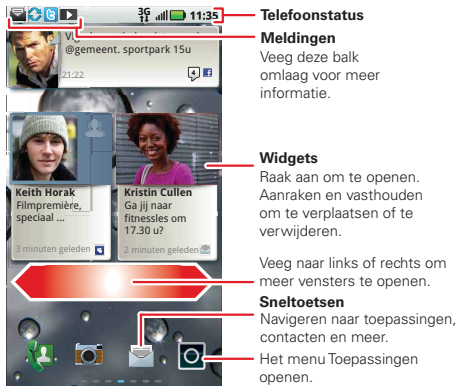 3G
11:35
@gemeent. sportpark 15u
21:22
4
Keith Horak
Filmpremière,
speciaal ...
3 minuten geleden
Kristin Cullen
Ga jij naar
fitnessles om
17.30 u?
2 minuten geleden
Telefoonstatus
Meldingen
Veeg deze balk
omlaag voor meer
informatie.
Widgets
Raak aan om te openen.
Aanraken en vasthouden
om te verplaatsen of te
verwijderen.
Veeg naar links of rechts om
meer vensters te openen.
Sneltoetsen
Navigeren naar toepassingen,
contacten en meer.
Het menu Toepassingen
openen.